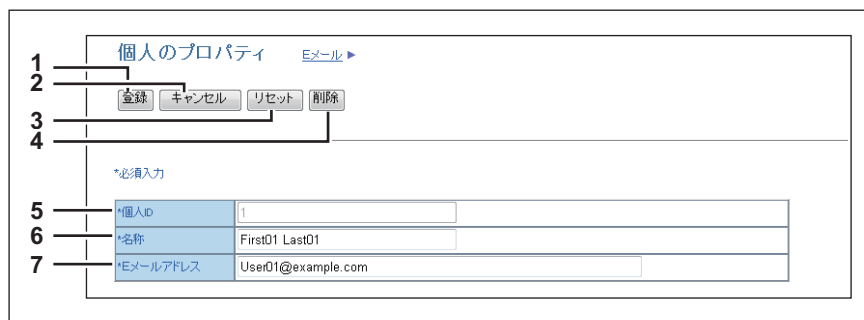 個人のプロパティ Eメール ▶
1
2
登録 キャンセル リセット 削除
3
4
*必須入力
5 *個人ID 1
6 *名称 First01 Last01
7 *Eメールアドレス User01@example.com